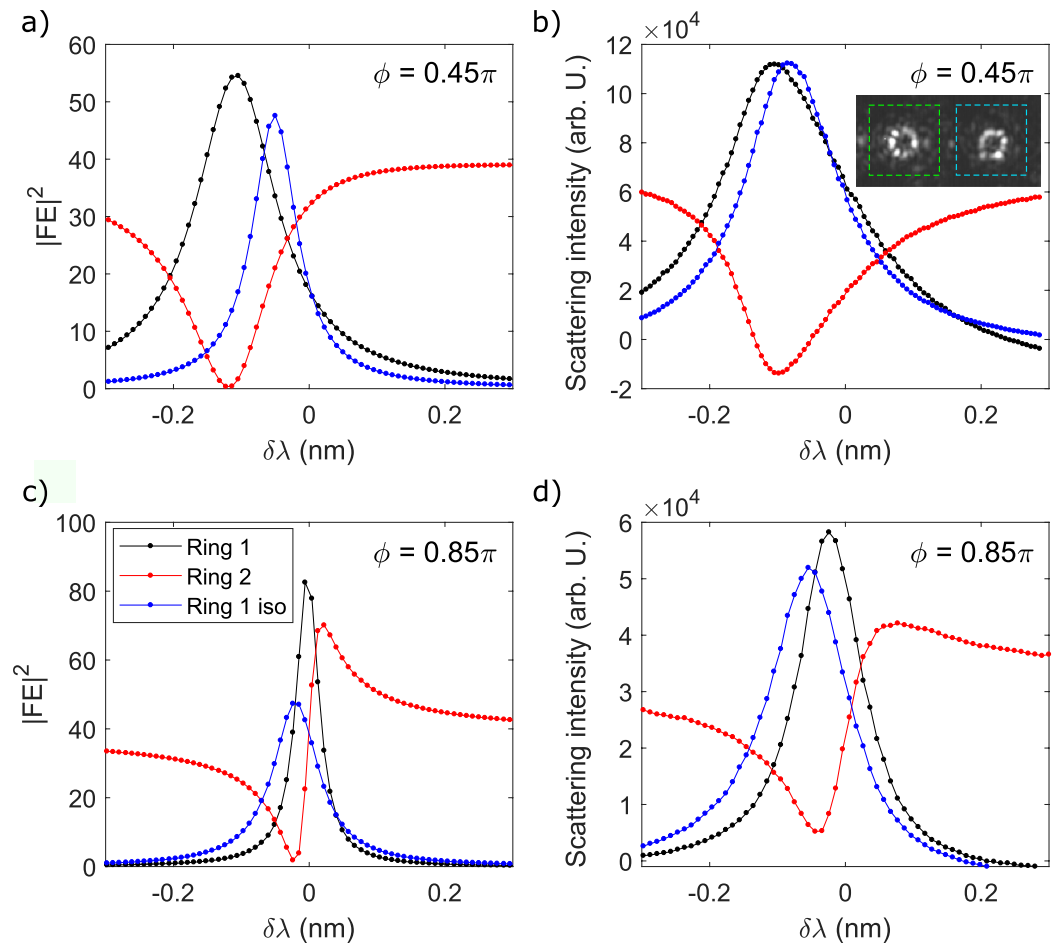 a)
60
50
40
30
20
10
0
|FE|²
ϕ = 0.45π
-0.2
0
0.2
δλ (nm)
b)
×10⁴
12
10
8
6
4
2
0
-2
Scattering intensity (arb. U.)
ϕ = 0.45π
-0.2
0
0.2
δλ (nm)
c)
100
80
60
40
20
0
|FE|²
Ring 1
Ring 2
Ring 1 iso
ϕ = 0.85π
-0.2
0
0.2
δλ (nm)
d)
×10⁴
6
5
4
3
2
1
0
Scattering intensity (arb. U.)
ϕ = 0.85π
-0.2
0
0.2
δλ (nm)